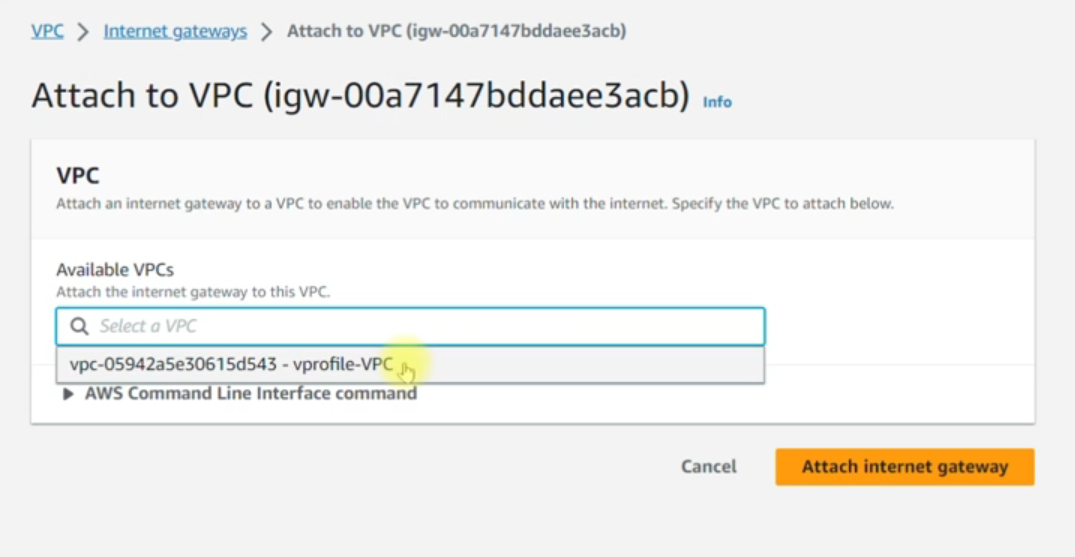 VPC > Internet gateways > Attach to VPC (igw-00a7147bddaee3acb)
Attach to VPC (igw-00a7147bddaee3acb) Info
VPC
Attach an internet gateway to a VPC to enable the VPC to communicate with the internet. Specify the VPC to attach below.
Available VPCs
Attach the internet gateway to this VPC.
Select a VPC
vpc-05942a5e30615d543 - vprofile-VPC
AWS Command Line Interface command
Cancel Attach internet gateway